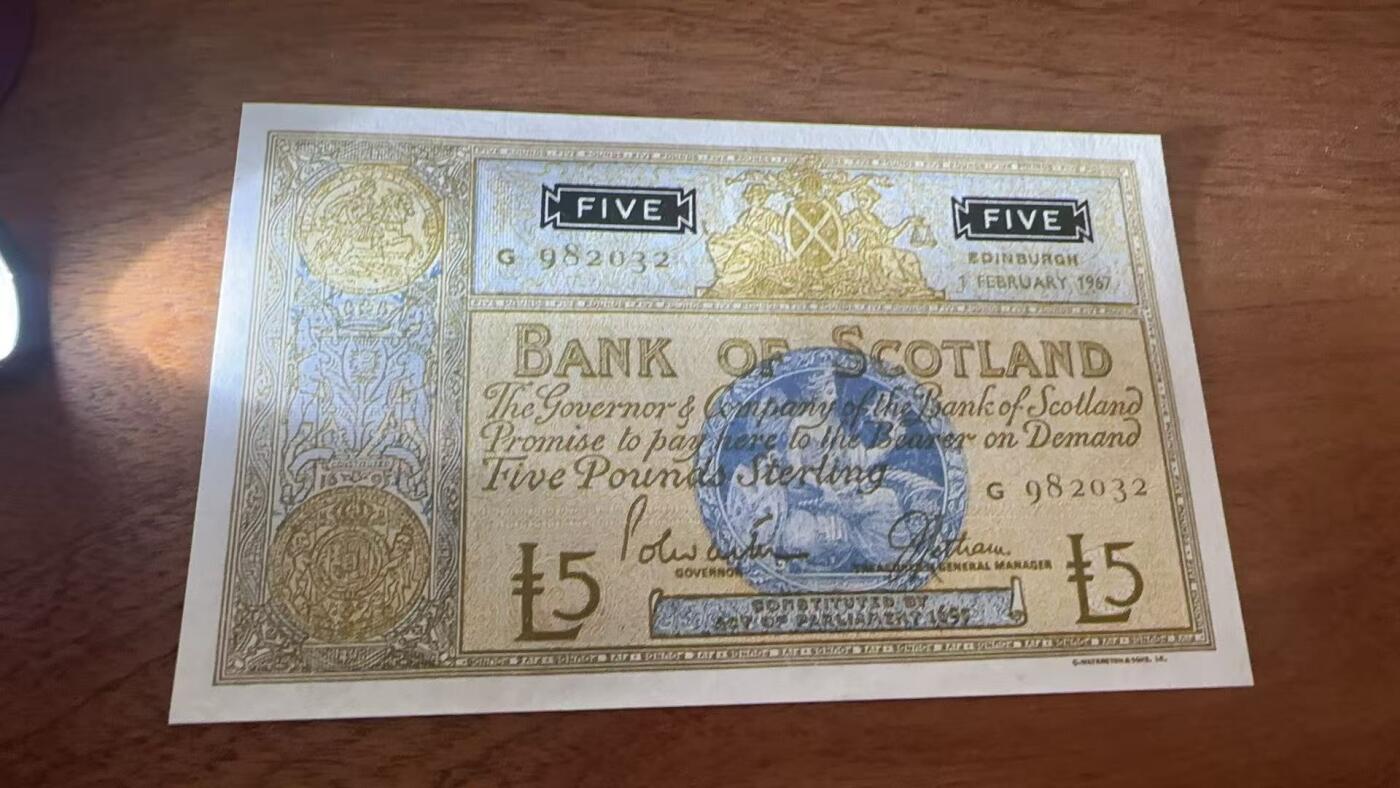 FIVE
FIVE
G 982032
EDINBURGH
1 FEBRUARY 1967
BANK OF SCOTLAND
The Governor & Company of the Bank of Scotland
Promise to pay here to the Bearer on Demand
Five Pounds Sterling
G 982032
£5
GOVERNOR
TREASURER & GENERAL MANAGER
£5
CONSTITUTED BY
ACT OF PARLIAMENT 1695